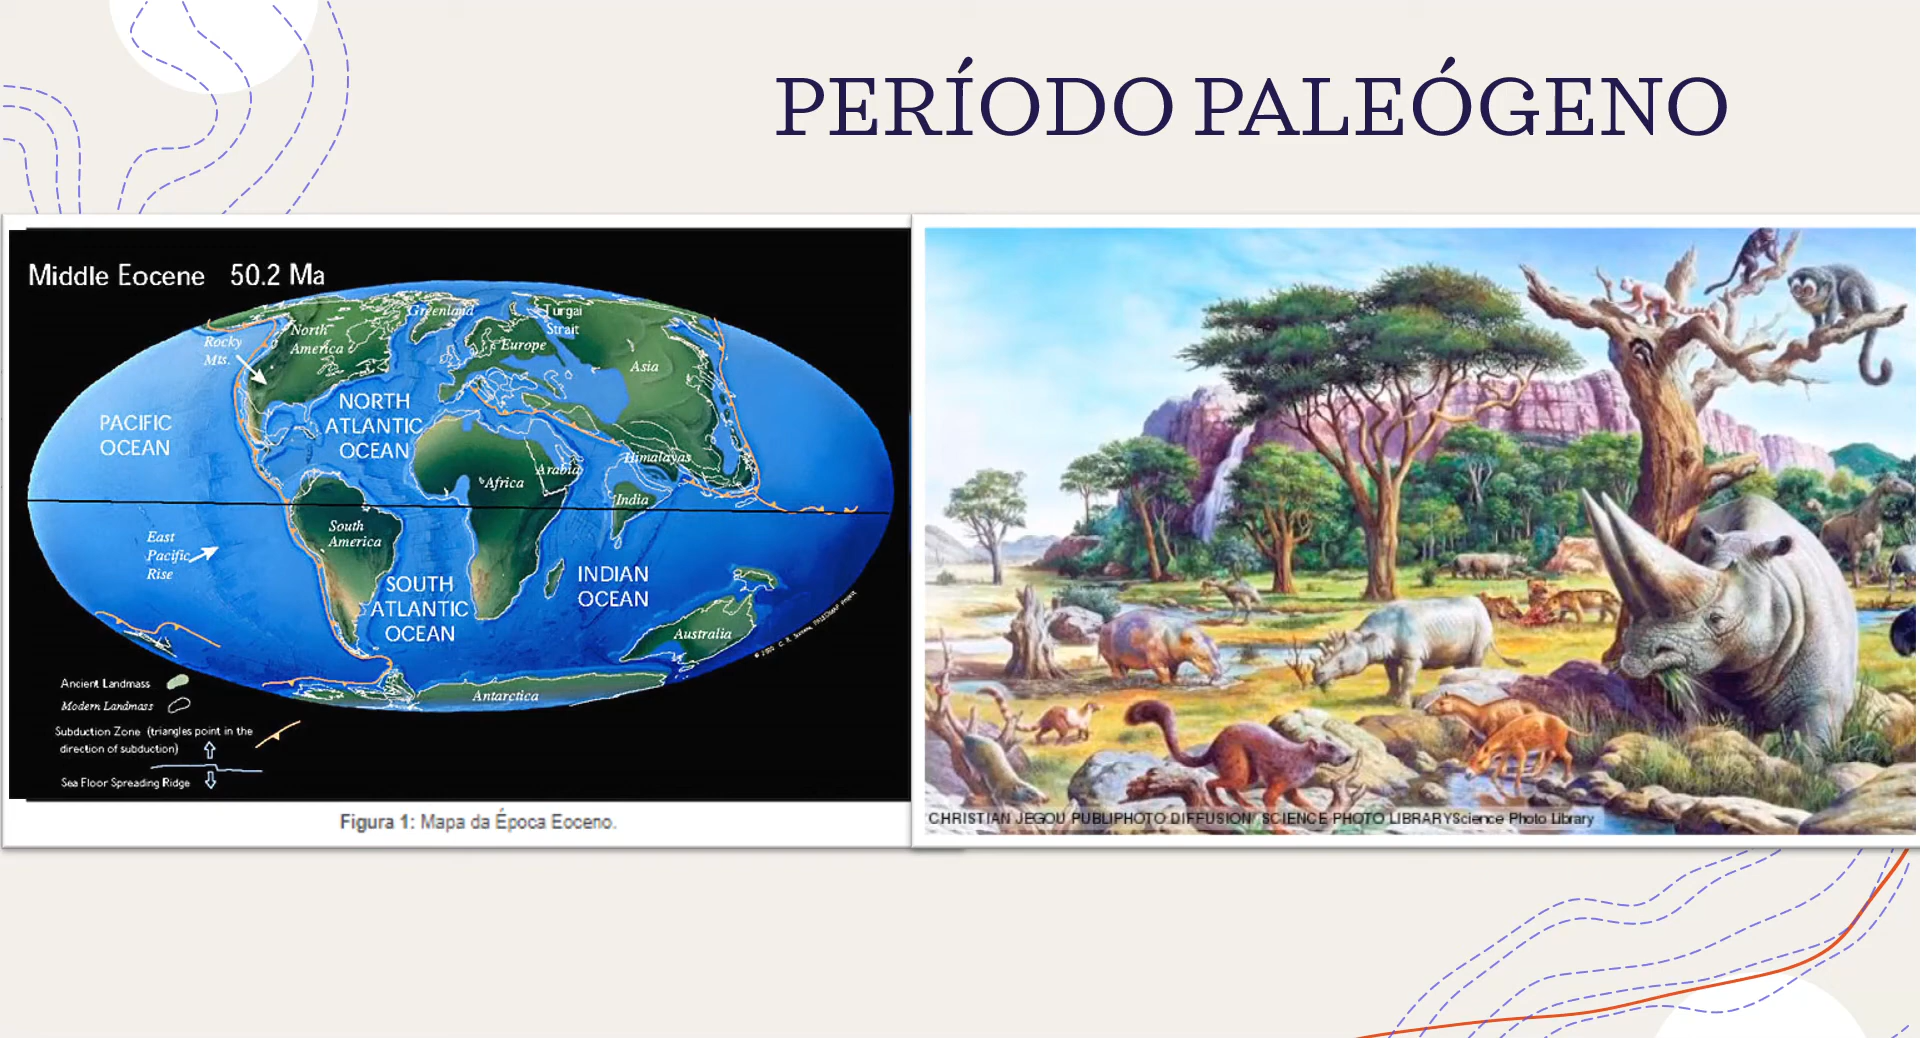 PERÍODO PALEÓGENO
Middle Eocene 50.2 Ma
Greenland
Turgai
Strait
North
America
Rocky
Mts.
Europe
Asia
PACIFIC
OCEAN
NORTH
ATLANTIC
OCEAN
Africa
Arabia
Himalayas
India
South
America
East
Pacific
Rise
SOUTH
ATLANTIC
OCEAN
INDIAN
OCEAN
Australia
Antarctica
Ancient Landmass
Modern Landmass
Subduction Zone (triangles point in the
direction of subduction)
Sea Floor Spreading Ridge
Figura 1: Mapa da Época Eoceno.
CHRISTIAN JEGOU PUBLIPHOTO DIFFUSION/ SCIENCE PHOTO LIBRARYScience Photo Library